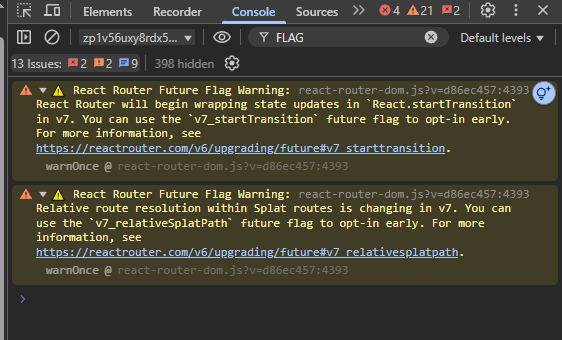 Elements Recorder Console Sources » 4 21 2
zp1v56uxy8rdx5... FLAG Default levels
13 Issues: 2 2 9 398 hidden
⚠ React Router Future Flag Warning: react-router-dom.js?v=d86ec457:4393
React Router will begin wrapping state updates in `React.startTransition`
in v7. You can use the `v7_startTransition` future flag to opt-in early.
For more information, see
https://reactrouter.com/v6/upgrading/future#v7_starttransition.
warnOnce @ react-router-dom.js?v=d86ec457:4393
⚠ React Router Future Flag Warning: react-router-dom.js?v=d86ec457:4393
Relative route resolution within Splat routes is changing in v7. You can
use the `v7_relativeSplatPath` future flag to opt-in early. For more
information, see
https://reactrouter.com/v6/upgrading/future#v7_relativesplatpath.
warnOnce @ react-router-dom.js?v=d86ec457:4393